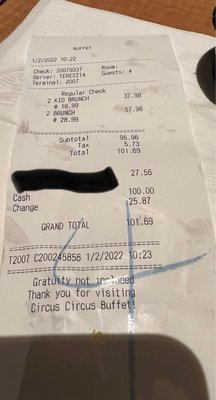 BUFFET
1/2/2022 10:22
Check: 20079337 Room:
Server: TERESITA Guests: 4
Terminal: 2007
Regular Check
2 KID BRUNCH 37.98
@ 18.99
2 BRUNCH 57.98
@ 28.99
Subtotal 95.96
Tax 5.73
Total 101.69
27.56
Cash 100.00
Change 25.87
GRAND TOTAL 101.69
T2007 C200245856 1/2/2022 10:23
Gratuity not included
Thank you for visiting
Circus Circus Buffet!